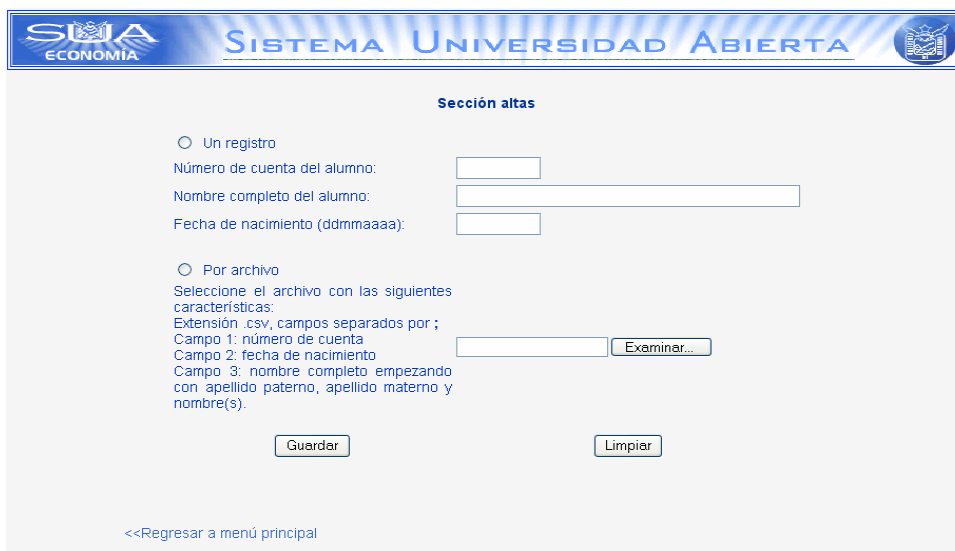 SUA
ECONOMÍA
SISTEMA UNIVERSIDAD ABIERTA
Sección altas
Un registro
Número de cuenta del alumno:
Nombre completo del alumno:
Fecha de nacimiento (ddmmaaaa):
Por archivo
Seleccione el archivo con las siguientes
características:
Extensión .csv, campos separados por ;
Campo 1: número de cuenta
Campo 2: fecha de nacimiento
Campo 3: nombre completo empezando
con apellido paterno, apellido materno y
nombre(s).
Examinar...
Guardar
Limpiar
<<Regresar a menú principal